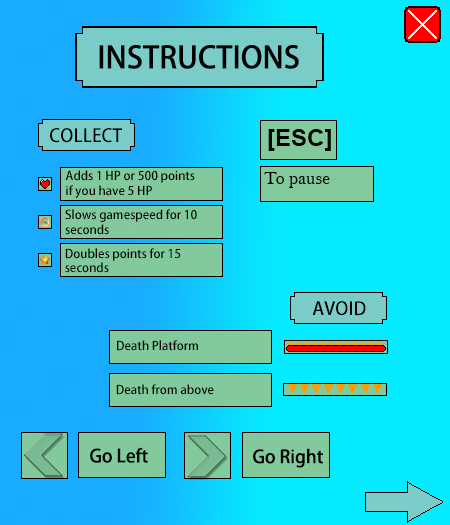 INSTRUCTIONS
COLLECT
Adds 1 HP or 500 points
if you have 5 HP
Slows gamespeed for 10
seconds
Doubles points for 15
seconds
[ESC]
To pause
AVOID
Death Platform
Death from above
Go Left
Go Right